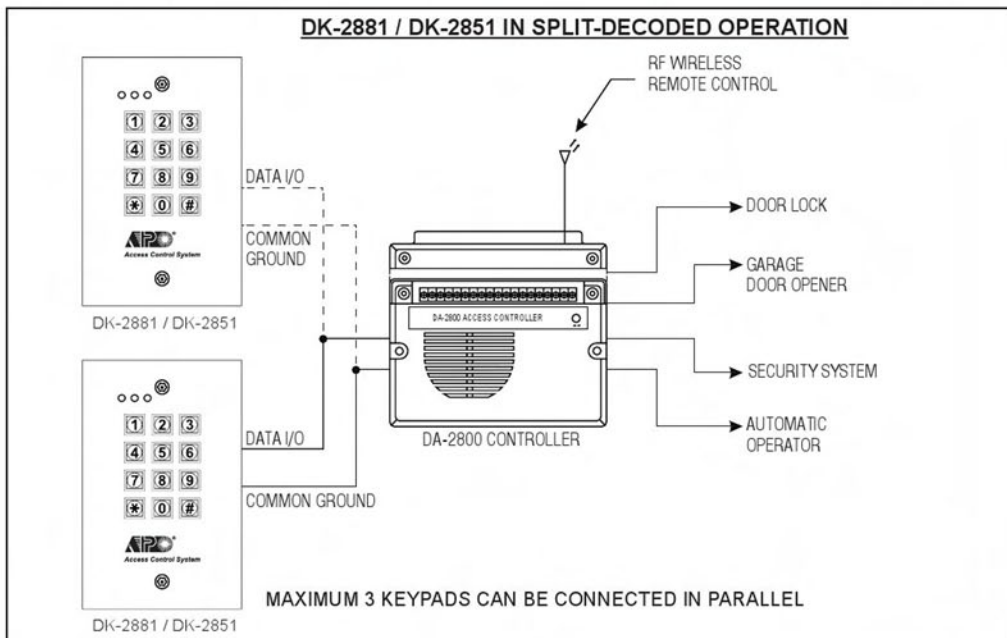 DK-2881 / DK-2851 IN SPLIT-DECODED OPERATION
RF WIRELESS
REMOTE CONTROL
1 2 3
4 5 6
7 8 9
* 0 #
APO®
Access Control System
DK-2881 / DK-2851
DATA I/O
COMMON
GROUND
DOOR LOCK
GARAGE
DOOR OPENER
DA-2800 ACCESS CONTROLLER
SECURITY SYSTEM
AUTOMATIC
OPERATOR
DA-2800 CONTROLLER
1 2 3
4 5 6
7 8 9
* 0 #
APO®
Access Control System
DK-2881 / DK-2851
DATA I/O
COMMON GROUND
MAXIMUM 3 KEYPADS CAN BE CONNECTED IN PARALLEL